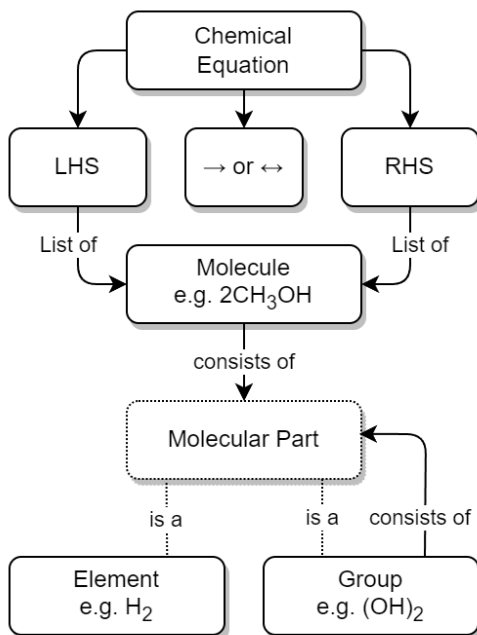 Chemical
Equation
LHS
→ or ↔
RHS
List of
List of
Molecule
e.g. 2CH₃OH
consists of
Molecular Part
is a
is a
consists of
Element
e.g. H₂
Group
e.g. (OH)₂